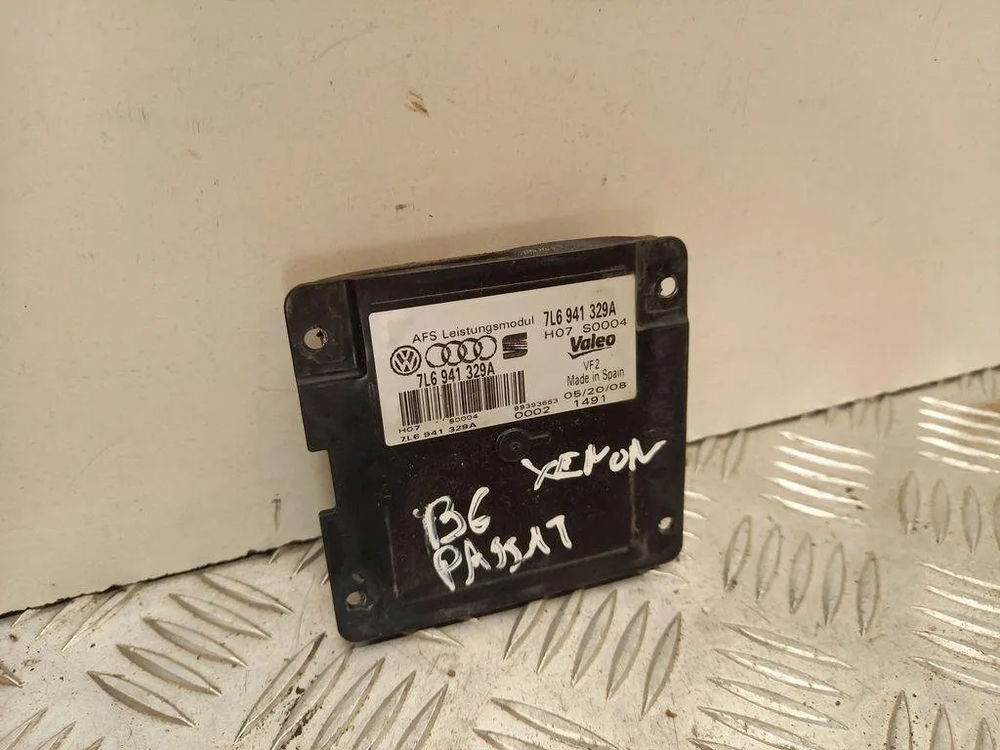 AFS Leistungsmodul 7L6 941 329A
H07 S0004
Valeo
7L6 941 329A
VF2
Made in Spain
89393663 05/20/08
H07 S0004 0002 1491
7L6 941 329A
XENON
B6
PASSAT